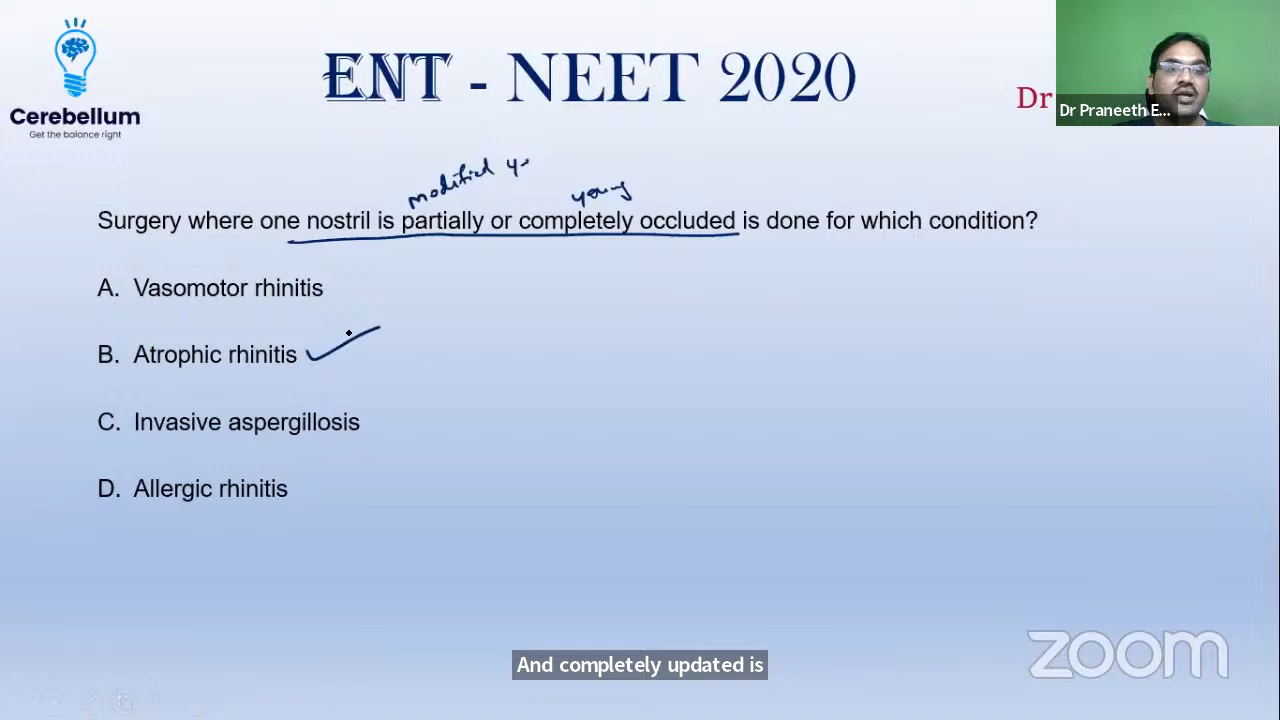 ENT - NEET 2020
Cerebellum
Get the balance right
Dr
Dr Praneeth E...
modified y
young
Surgery where one nostril is partially or completely occluded is done for which condition?
A. Vasomotor rhinitis
B. Atrophic rhinitis
C. Invasive aspergillosis
D. Allergic rhinitis
And completely updated is
zoom